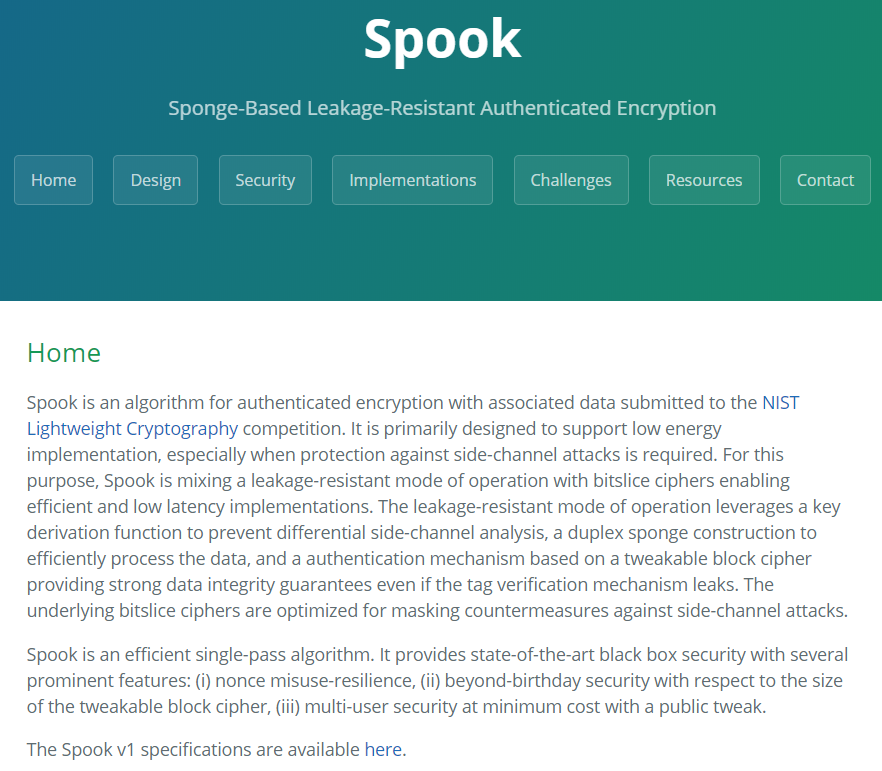 Spook
Sponge-Based Leakage-Resistant Authenticated Encryption
Home Design Security Implementations Challenges Resources Contact
Home
Spook is an algorithm for authenticated encryption with associated data submitted to the NIST
Lightweight Cryptography competition. It is primarily designed to support low energy
implementation, especially when protection against side-channel attacks is required. For this
purpose, Spook is mixing a leakage-resistant mode of operation with bitslice ciphers enabling
efficient and low latency implementations. The leakage-resistant mode of operation leverages a key
derivation function to prevent differential side-channel analysis, a duplex sponge construction to
efficiently process the data, and a authentication mechanism based on a tweakable block cipher
providing strong data integrity guarantees even if the tag verification mechanism leaks. The
underlying bitslice ciphers are optimized for masking countermeasures against side-channel attacks.
Spook is an efficient single-pass algorithm. It provides state-of-the-art black box security with several
prominent features: (i) nonce misuse-resilience, (ii) beyond-birthday security with respect to the size
of the tweakable block cipher, (iii) multi-user security at minimum cost with a public tweak.
The Spook v1 specifications are available here.